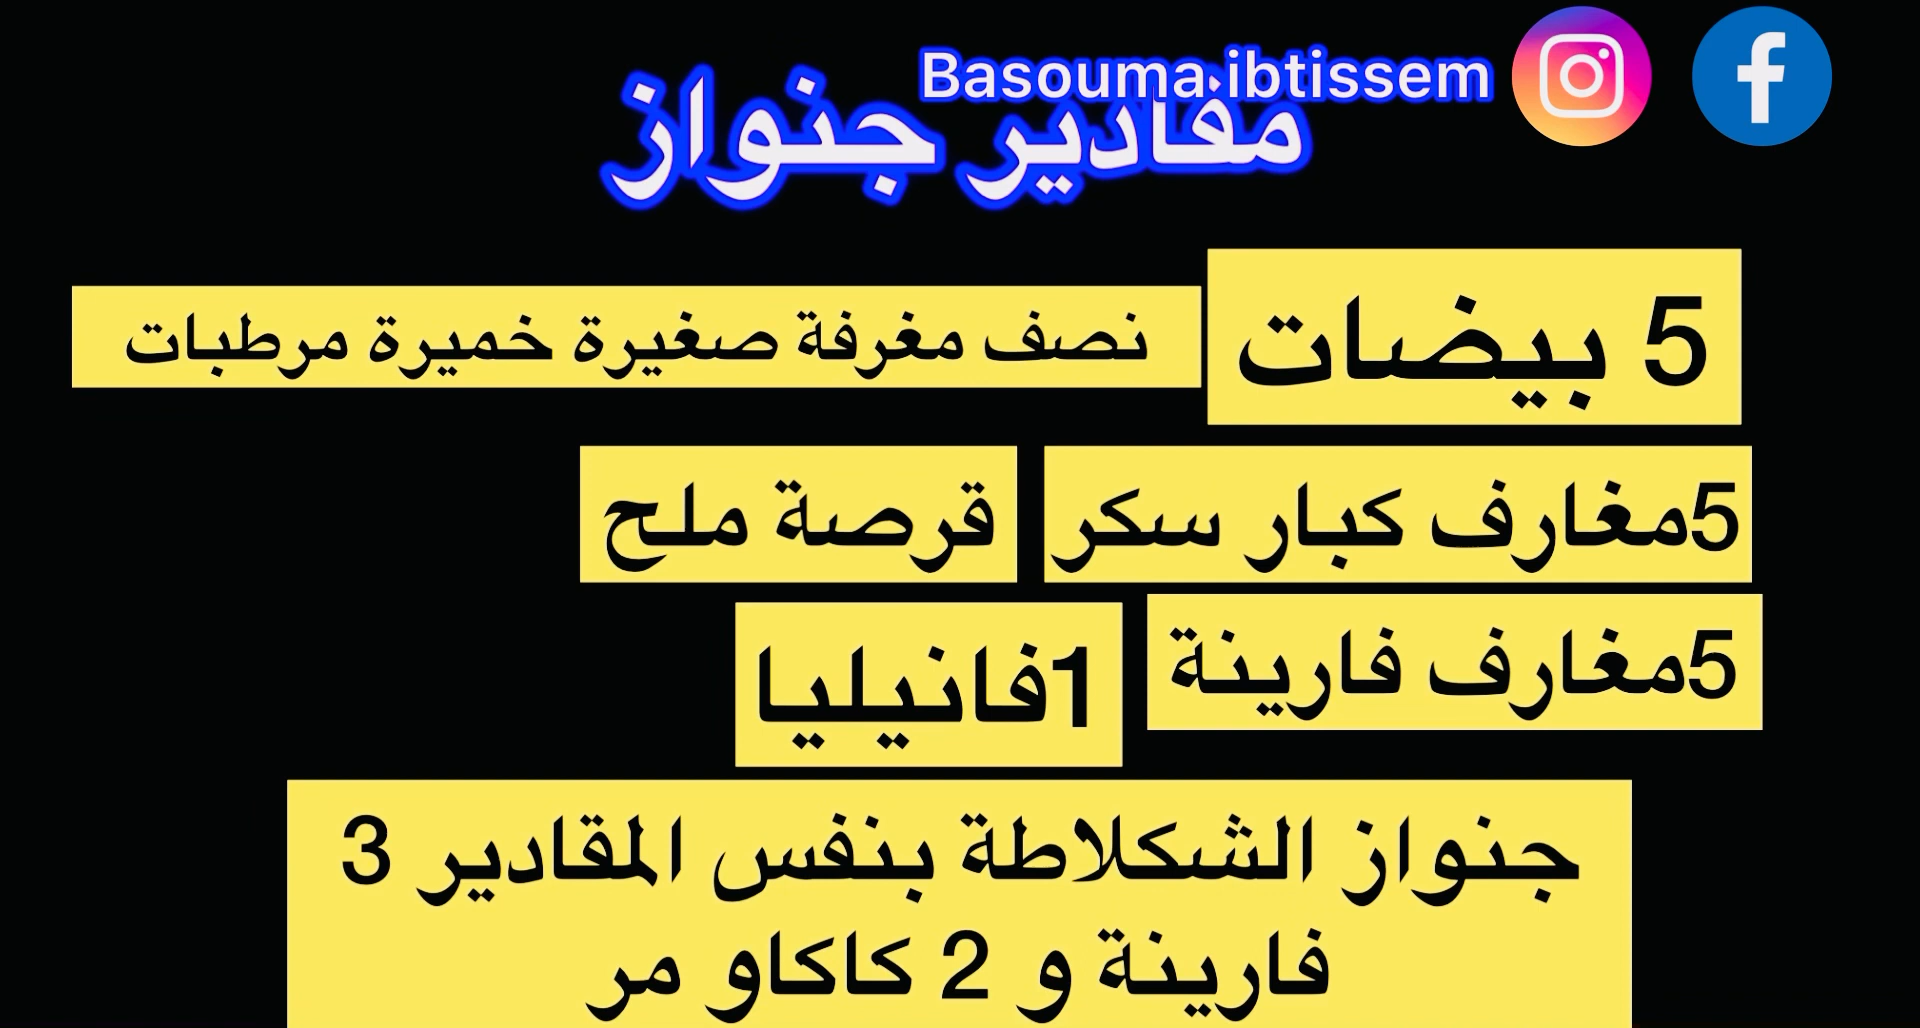 Basouma ibtissem
مقادير جنواز
5 بيضات
نصف مغرفة صغيرة خميرة مرطبات
5مغارف كبار سكر
قرصة ملح
5مغارف فارينة
1فانيليا
جنواز الشكلاطة بنفس المقادير 3
فارينة و 2 كاكاو مر